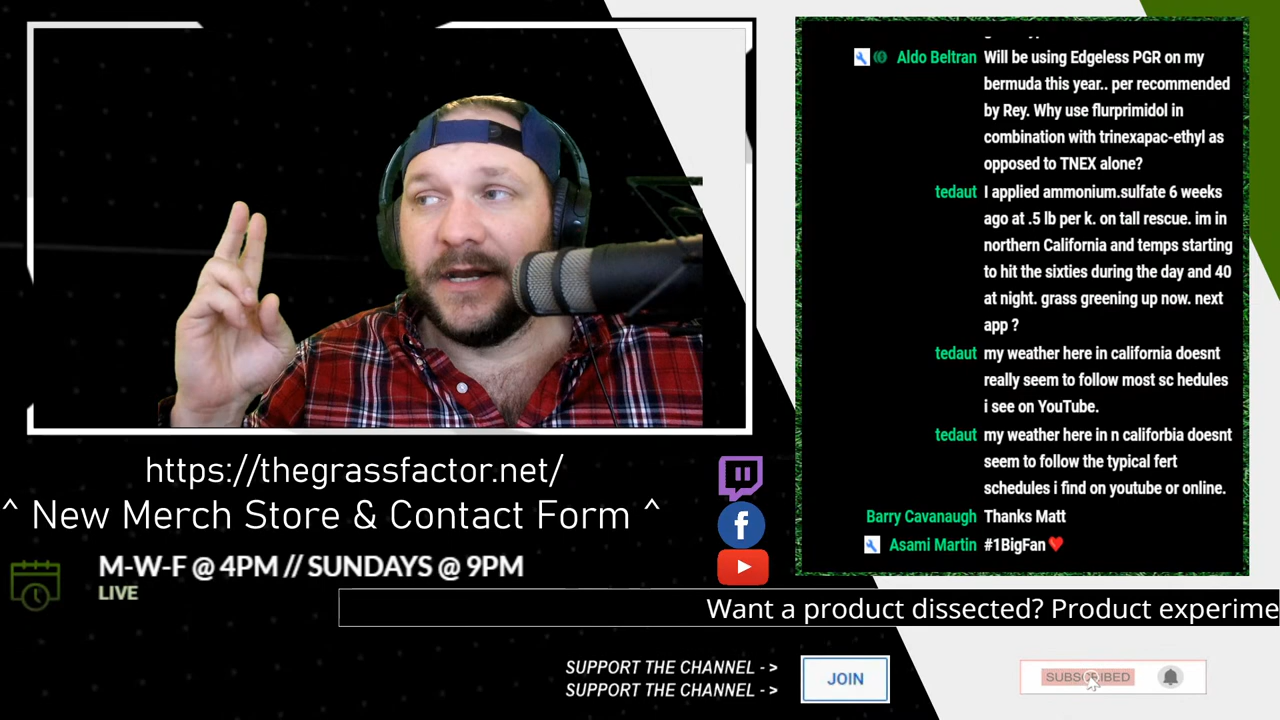 Aldo Beltran Will be using Edgeless PGR on my
bermuda this year.. per recommended
by Rey. Why use flurprimidol in
combination with trinexapac-ethyl as
opposed to TNEX alone?
tedaut I applied ammonium.sulfate 6 weeks
ago at .5 lb per k. on tall rescue. im in
northern California and temps starting
to hit the sixties during the day and 40
at night. grass greening up now. next
app ?
tedaut my weather here in california doesnt
really seem to follow most sc hedules
i see on YouTube.
tedaut my weather here in n califorbia doesnt
seem to follow the typical fert
schedules i find on youtube or online.
Barry Cavanaugh Thanks Matt
Asami Martin #1BigFan❤️
https://thegrassfactor.net/
^ New Merch Store & Contact Form ^
M-W-F @ 4PM // SUNDAYS @ 9PM
LIVE
Want a product dissected? Product experime
SUPPORT THE CHANNEL - >
SUPPORT THE CHANNEL - >
JOIN
SUBSCRIBED